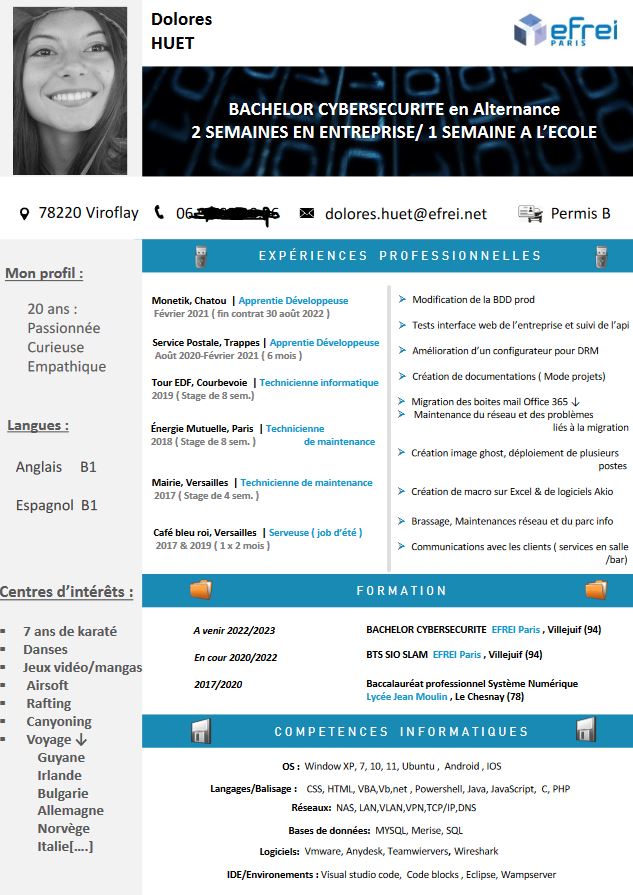 Dolores
HUET
efrei
PARIS
BACHELOR CYBERSECURITE en Alternance
2 SEMAINES EN ENTREPRISE/ 1 SEMAINE A L’ECOLE
78220 Viroflay
06
dolores.huet@efrei.net
Permis B
Mon profil :
20 ans :
Passionnée
Curieuse
Empathique
Langues :
Anglais B1
Espagnol B1
Centres d’intérêts :
▪ 7 ans de karaté
▪ Danses
▪ Jeux vidéo/mangas
▪ Airsoft
▪ Rafting
▪ Canyoning
▪ Voyage ↓
Guyane
Irlande
Bulgarie
Allemagne
Norvège
Italie[....]
EXPÉRIENCES PROFESSIONNELLES
Monetik, Chatou | Apprentie Développeuse
Février 2021 ( fin contrat 30 août 2022 )
Service Postale, Trappes | Apprentie Développeuse
Août 2020-Février 2021 ( 6 mois )
Tour EDF, Courbevoie | Technicienne informatique
2019 ( Stage de 8 sem.)
Énergie Mutuelle, Paris | Technicienne
2018 ( Stage de 8 sem. ) de maintenance
Mairie, Versailles | Technicienne de maintenance
2017 ( Stage de 4 sem. )
Café bleu roi, Versailles | Serveuse ( job d’été )
2017 & 2019 ( 1 x 2 mois )
➢ Modification de la BDD prod
➢ Tests interface web de l’entreprise et suivi de l’api
➢ Amélioration d’un configurateur pour DRM
➢ Création de documentations ( Mode projets)
➢ Migration des boites mail Office 365 ↓
➢ Maintenance du réseau et des problèmes
liés à la migration
➢ Création image ghost, déploiement de plusieurs
postes
➢ Création de macro sur Excel & de logiciels Akio
➢ Brassage, Maintenances réseau et du parc info
➢ Communications avec les clients ( services en salle
/bar)
FORMATION
A venir 2022/2023 BACHELOR CYBERSECURITE EFREI Paris , Villejuif (94)
En cour 2020/2022 BTS SIO SLAM EFREI Paris , Villejuif (94)
2017/2020 Baccalauréat professionnel Système Numérique
Lycée Jean Moulin , Le Chesnay (78)
COMPETENCES INFORMATIQUES
OS : Window XP, 7, 10, 11, Ubuntu , Android , IOS
Langages/Balisage : CSS, HTML, VBA,Vb,net , Powershell, Java, JavaScript, C, PHP
Réseaux: NAS, LAN,VLAN,VPN,TCP/IP,DNS
Bases de données: MYSQL, Merise, SQL
Logiciels: Vmware, Anydesk, Teamwiervers, Wireshark
IDE/Environements : Visual studio code, Code blocks , Eclipse, Wampserver